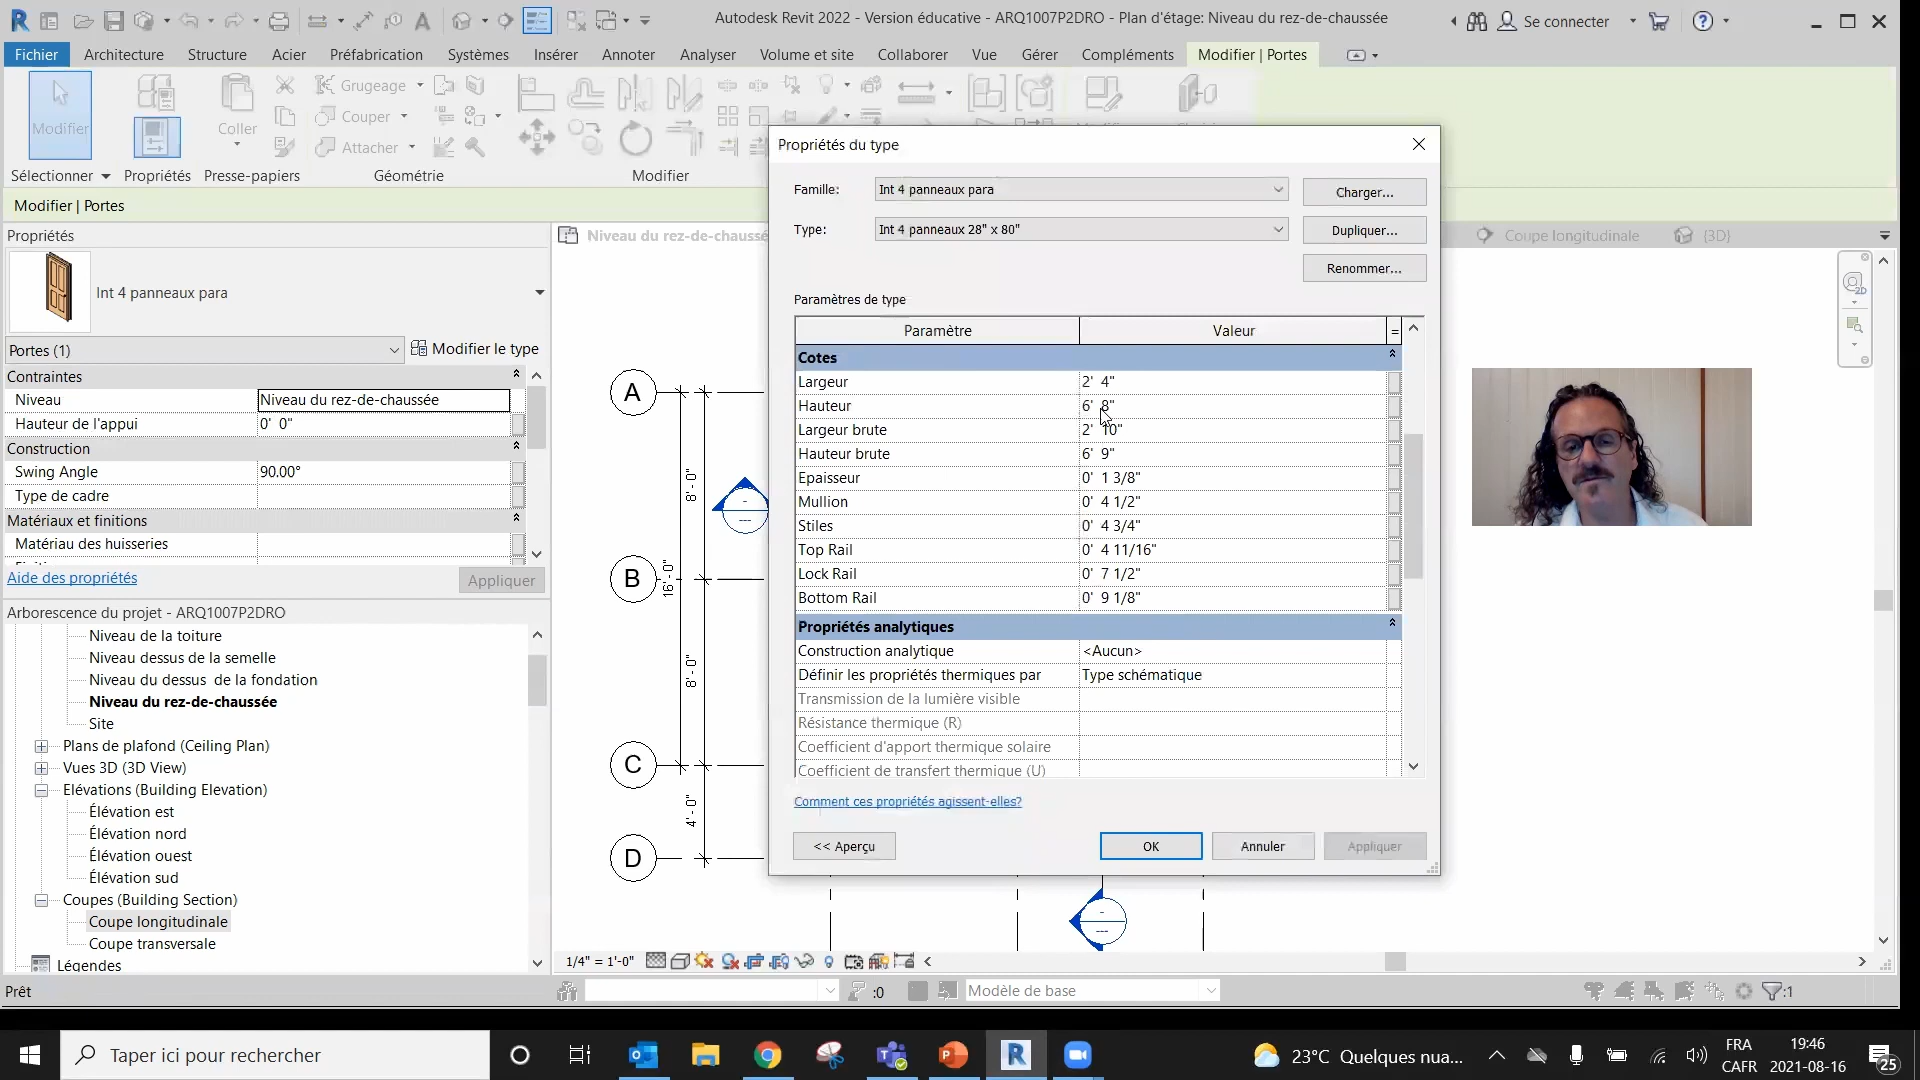 Autodesk Revit 2022 - Version éducative - ARQ1007P2DRO - Plan d'étage: Niveau du rez-de-chaussée
Se connecter
Fichier Architecture Structure Acier Préfabrication Systèmes Insérer Annoter Analyser Volume et site Collaborer Vue Gérer Compléments Modifier | Portes
Modifier
Coller
Grugeage
Couper
Attacher
Sélectionner Propriétés Presse-papiers Géométrie Modifier
Modifier | Portes
Propriétés
Int 4 panneaux para
Portes (1) Modifier le type
Contraintes
Niveau Niveau du rez-de-chaussée
Hauteur de l'appui 0' 0"
Construction
Swing Angle 90.00°
Type de cadre
Matériaux et finitions
Matériau des huisseries
Aide des propriétés Appliquer
Arborescence du projet - ARQ1007P2DRO
Niveau de la toiture
Niveau dessus de la semelle
Niveau du dessus de la fondation
Niveau du rez-de-chaussée
Site
Plans de plafond (Ceiling Plan)
Vues 3D (3D View)
Elévations (Building Elevation)
Élévation est
Élévation nord
Élévation ouest
Élévation sud
Coupes (Building Section)
Coupe longitudinale
Coupe transversale
Légendes
Niveau du rez-de-chaussé
Coupe longitudinale
(3D)
2D
A
B
C
D
8' - 0"
16' - 0"
8' - 0"
4' - 0"
Propriétés du type
Famille: Int 4 panneaux para Charger...
Type: Int 4 panneaux 28" x 80" Dupliquer...
Renommer...
Paramètres de type
Paramètre Valeur =
Cotes
Largeur 2' 4"
Hauteur 6' 8"
Largeur brute 2' 10"
Hauteur brute 6' 9"
Epaisseur 0' 1 3/8"
Mullion 0' 4 1/2"
Stiles 0' 4 3/4"
Top Rail 0' 4 11/16"
Lock Rail 0' 7 1/2"
Bottom Rail 0' 9 1/8"
Propriétés analytiques
Construction analytique <Aucun>
Définir les propriétés thermiques par Type schématique
Transmission de la lumière visible
Résistance thermique (R)
Coefficient d'apport thermique solaire
Coefficient de transfert thermique (U)
Comment ces propriétés agissent-elles?
<< Aperçu OK Annuler Appliquer
1/4" = 1'-0"
Prêt :0 Modèle de base :1
Taper ici pour rechercher
23°C Quelques nua...
FRA
CAFR
19:46
2021-08-16
25